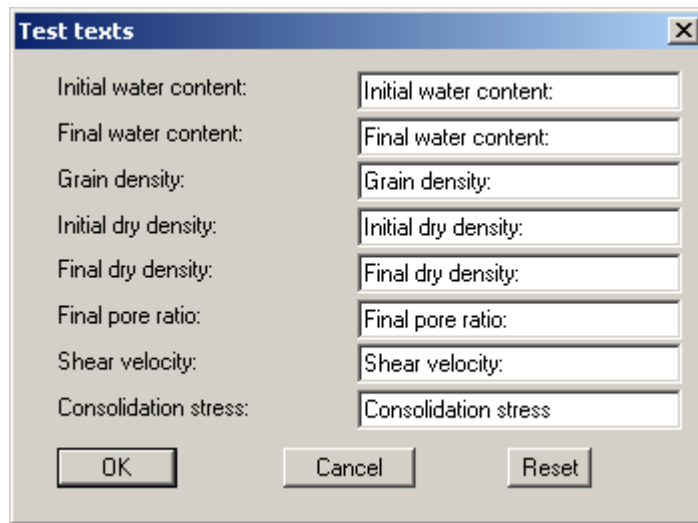 Test texts
Initial water content: Initial water content:
Final water content: Final water content:
Grain density: Grain density:
Initial dry density: Initial dry density:
Final dry density: Final dry density:
Final pore ratio: Final pore ratio:
Shear velocity: Shear velocity:
Consolidation stress: Consolidation stress
OK Cancel Reset